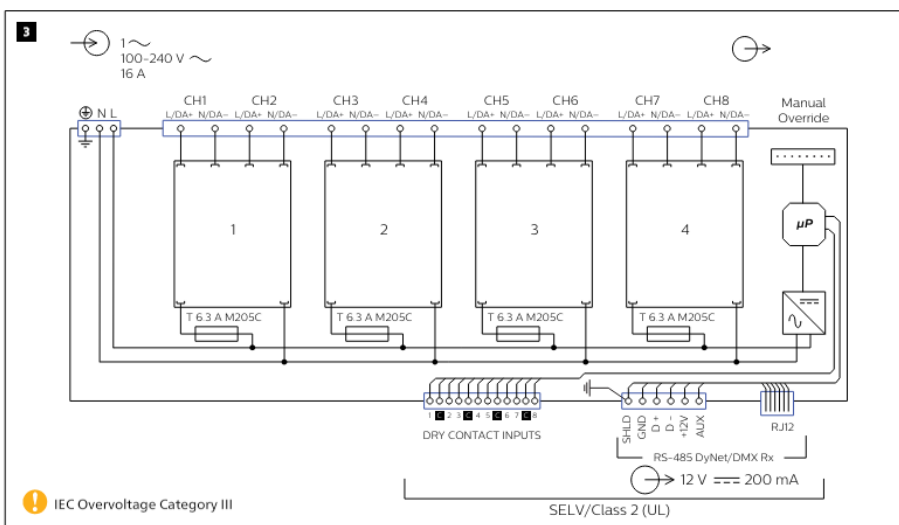 3
1 ∼
100-240 V ∼
16 A
CH1 CH2 CH3 CH4 CH5 CH6 CH7 CH8
L/DA+ N/DA− L/DA+ N/DA− L/DA+ N/DA− L/DA+ N/DA− L/DA+ N/DA− L/DA+ N/DA− L/DA+ N/DA− L/DA+ N/DA−
Manual
Override
N L
1 2 3 4
µP
T 6.3 A M205C T 6.3 A M205C T 6.3 A M205C T 6.3 A M205C
1 C 2 3 C 4 5 C 6 7 C 8
DRY CONTACT INPUTS
SHLD GND D+ D− +12V AUX
RJ12
RS-485 DyNet/DMX Rx
12 V ⎓ 200 mA
SELV/Class 2 (UL)
! IEC Overvoltage Category III